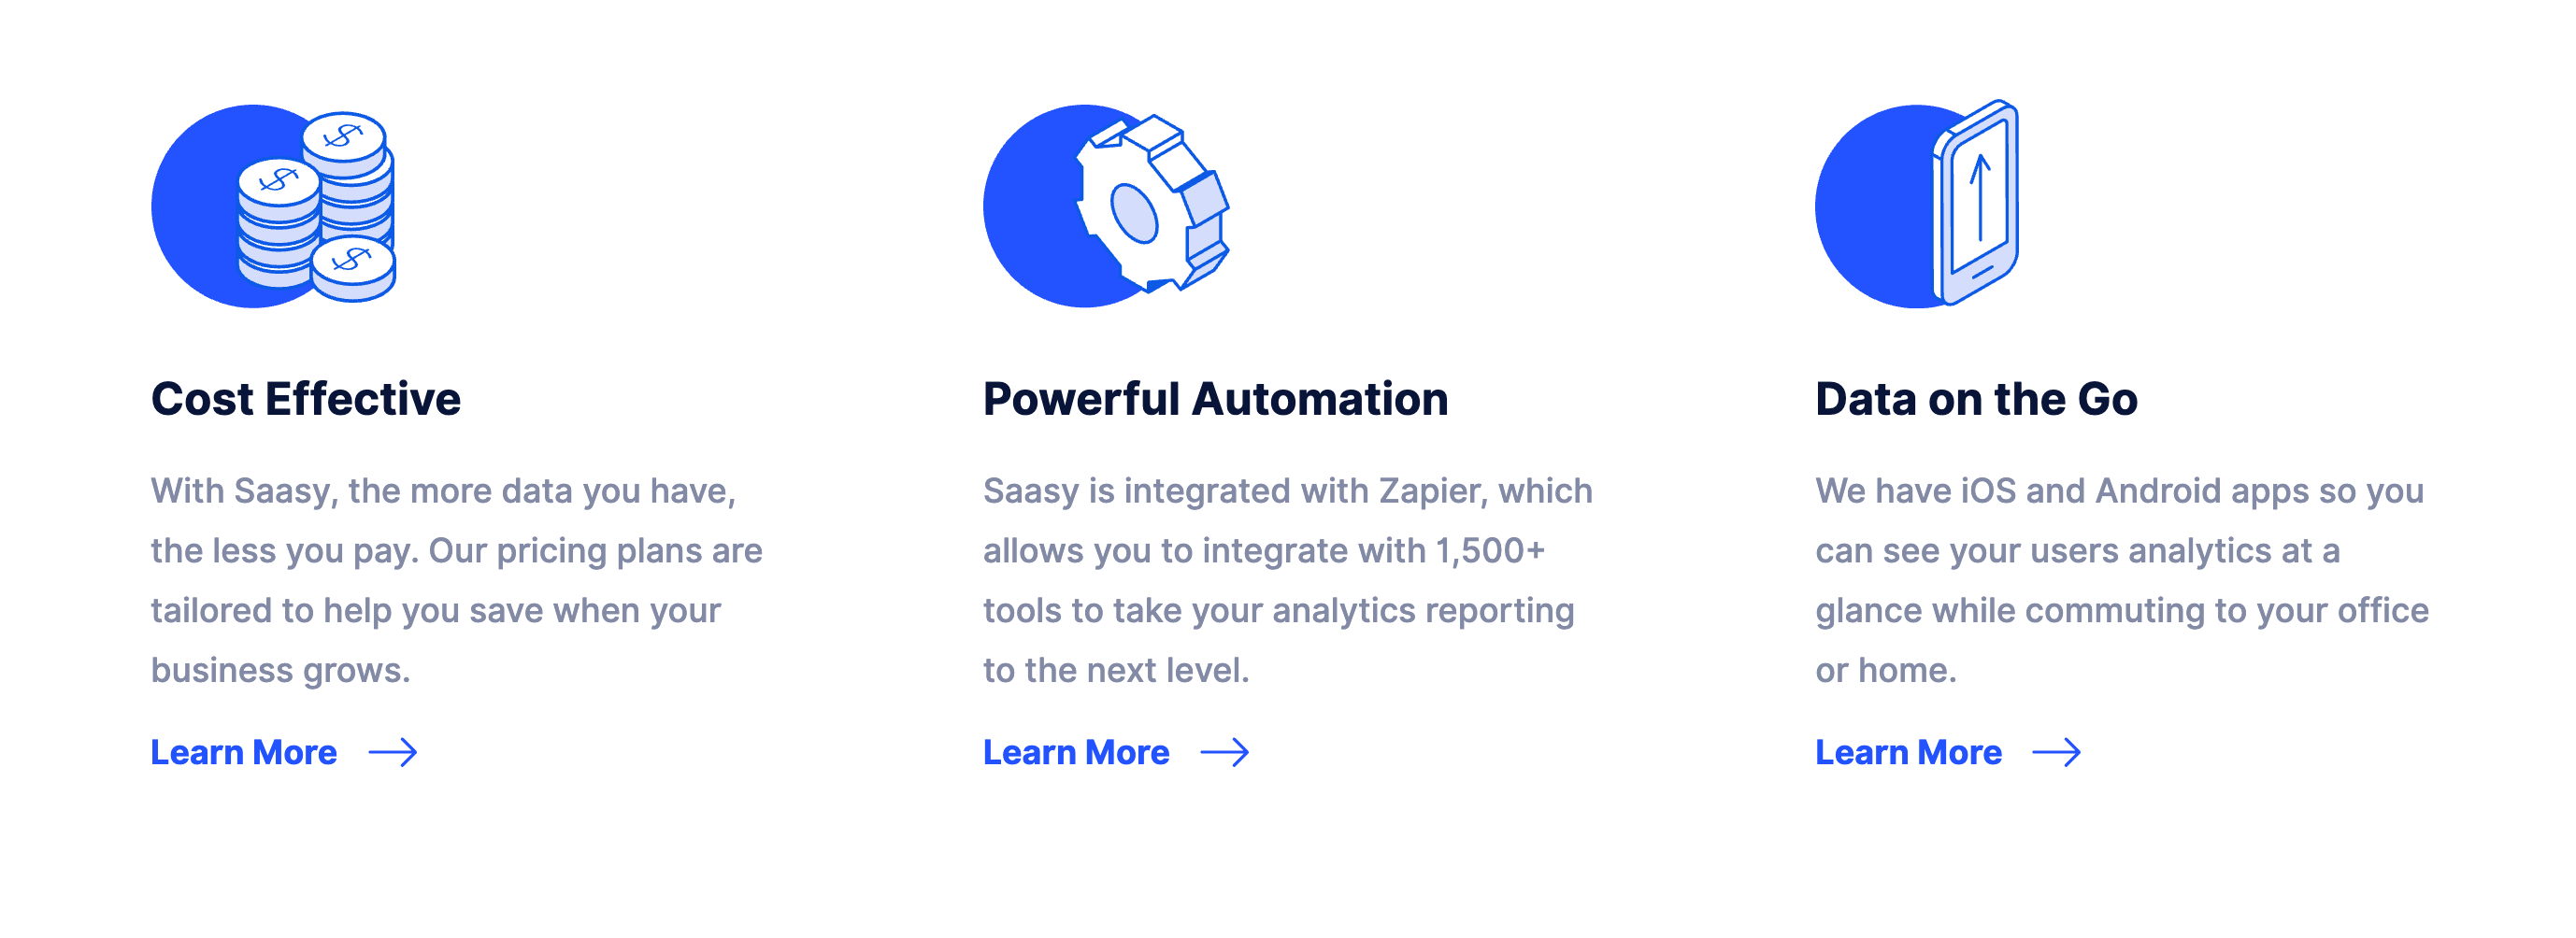 $
$
$
Cost Effective
With Saasy, the more data you have,
the less you pay. Our pricing plans are
tailored to help you save when your
business grows.
Learn More
Powerful Automation
Saasy is integrated with Zapier, which
allows you to integrate with 1,500+
tools to take your analytics reporting
to the next level.
Learn More
Data on the Go
We have iOS and Android apps so you
can see your users analytics at a
glance while commuting to your office
or home.
Learn More